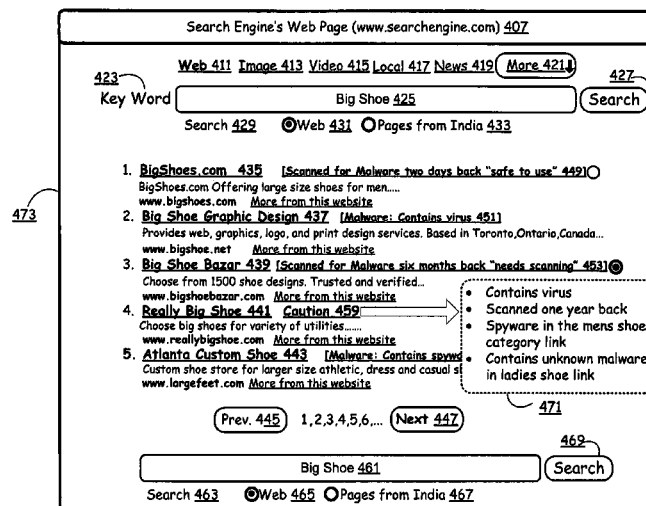 Search Engine's Web Page (www.searchengine.com) 407
Web 411 Image 413 Video 415 Local 417 News 419 More 421
423
427
Key Word Big Shoe 425 Search
Search 429 Web 431 Pages from India 433
1. BigShoes.com 435 [Scanned for Malware two days back "safe to use" 449]
BigShoes.com Offering large size shoes for men.....
www.bigshoes.com More from this website
473
2. Big Shoe Graphic Design 437 [Malware: Contains virus 451]
Provides web, graphics, logo, and print design services. Based in Toronto,Ontario,Canada...
www.bigshoe.net More from this website
3. Big Shoe Bazar 439 [Scanned for Malware six months back "needs scanning" 453]
Choose from 1500 shoe designs. Trusted and verified...
www.bigshoebazar.com More from this website
4. Really Big Shoe 441 Caution 459
Choose big shoes for variety of utilities.......
www.reallybigshoe.com More from this website
5. Atlanta Custom Shoe 443 [Malware: Contains spyw
Custom shoe store for larger size athletic, dress and casual s
www.largefeet.com More from this website
• Contains virus
• Scanned one year back
• Spyware in the mens shoe
category link
• Contains unknown malware
in ladies shoe link
471
Prev. 445 1,2,3,4,5,6,... Next 447
469
Big Shoe 461 Search
Search 463 Web 465 Pages from India 467